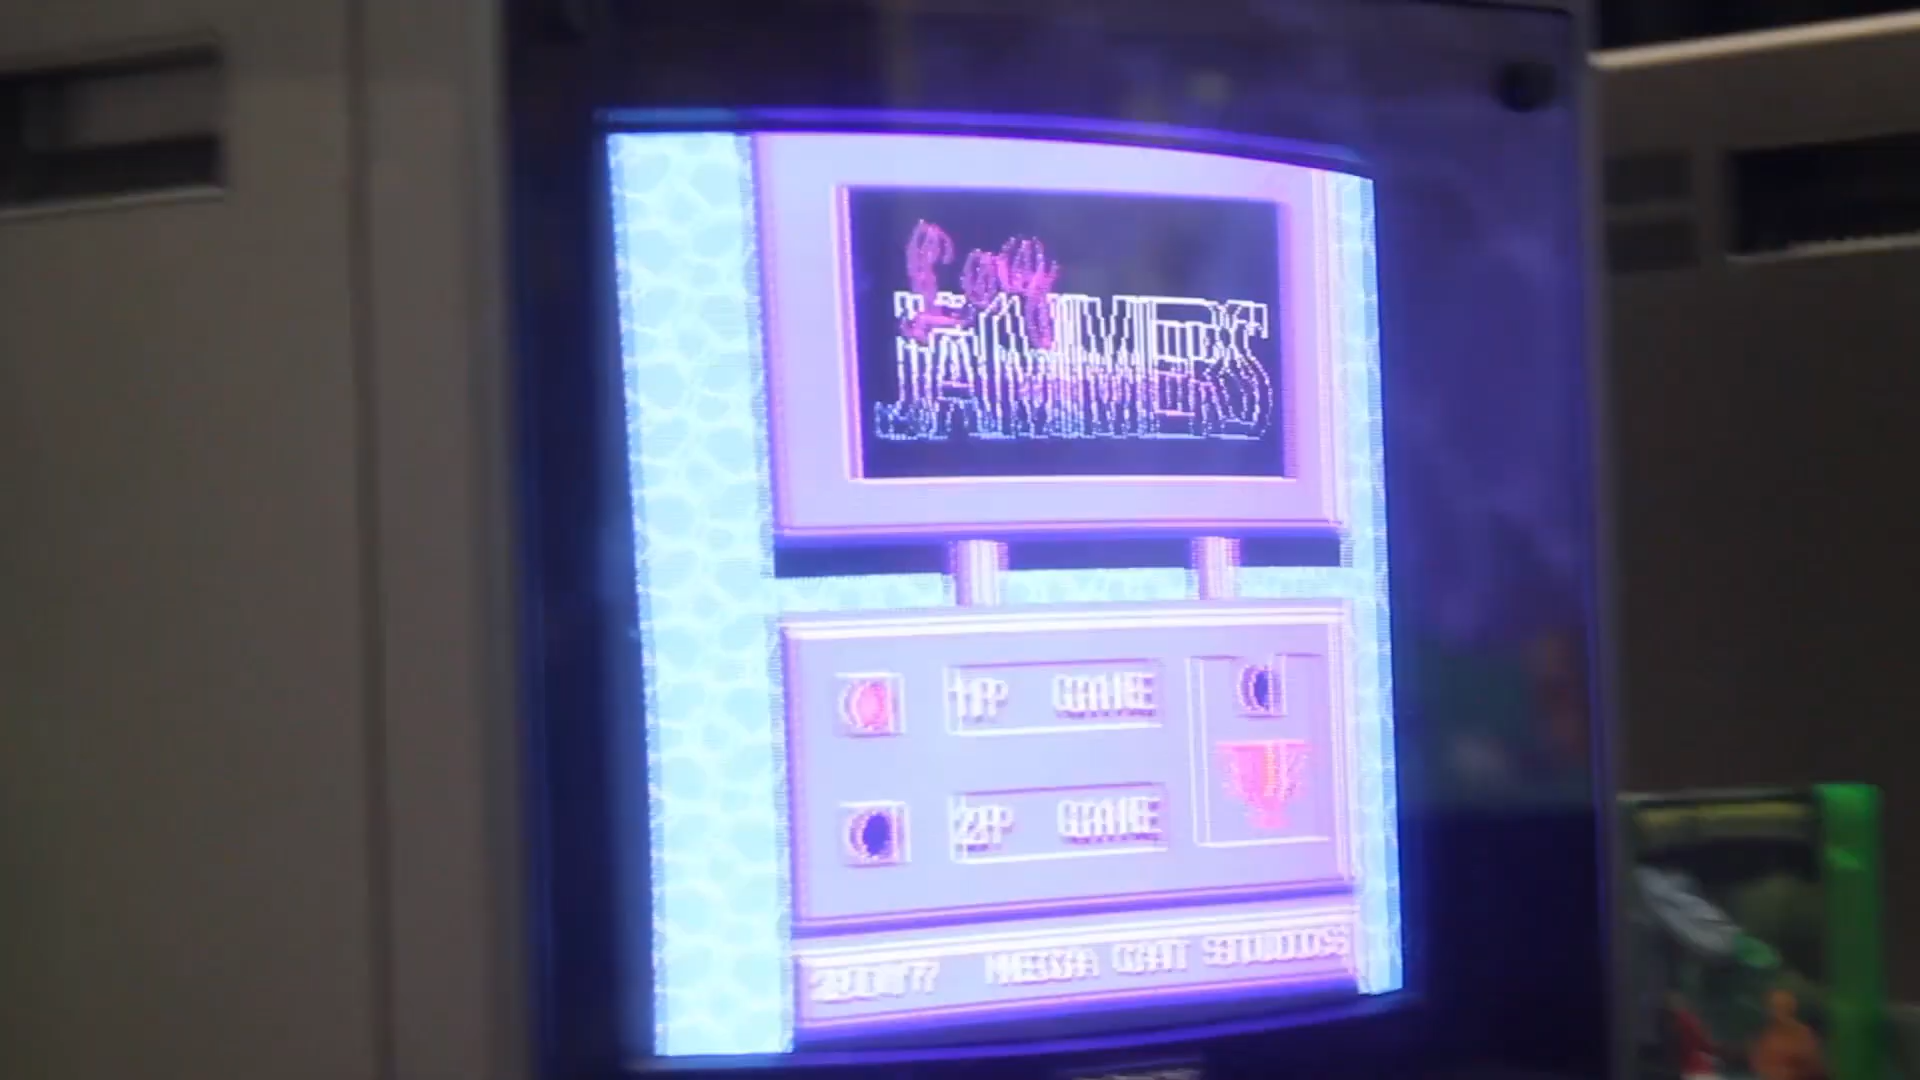 JAMMERS
1P GAME
2P GAME
2017 MEGA CAT STUDIOS